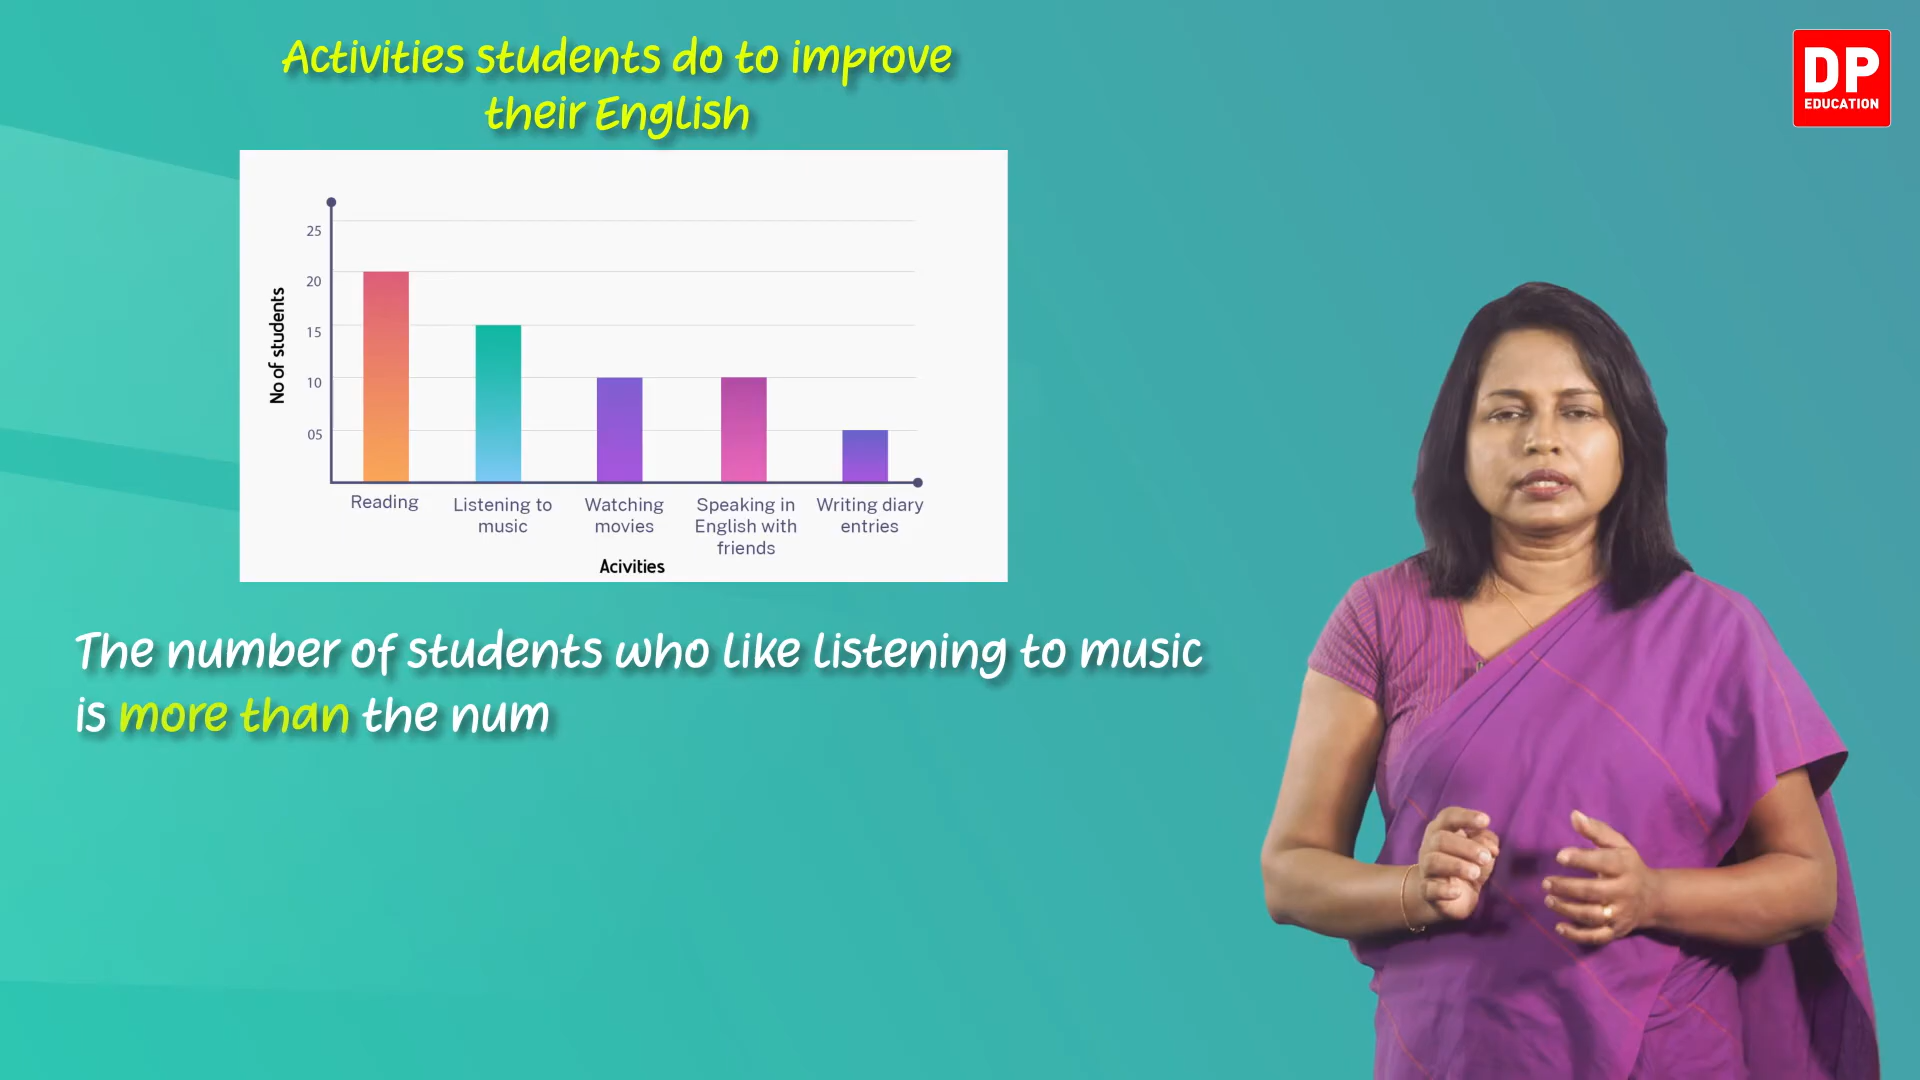 Activities students do to improve
their English
DP
EDUCATION
25
20
15
10
05
No of students
Reading
Listening to
music
Watching
movies
Speaking in
English with
friends
Writing diary
entries
Acivities
The number of students who like listening to music
is more than the num